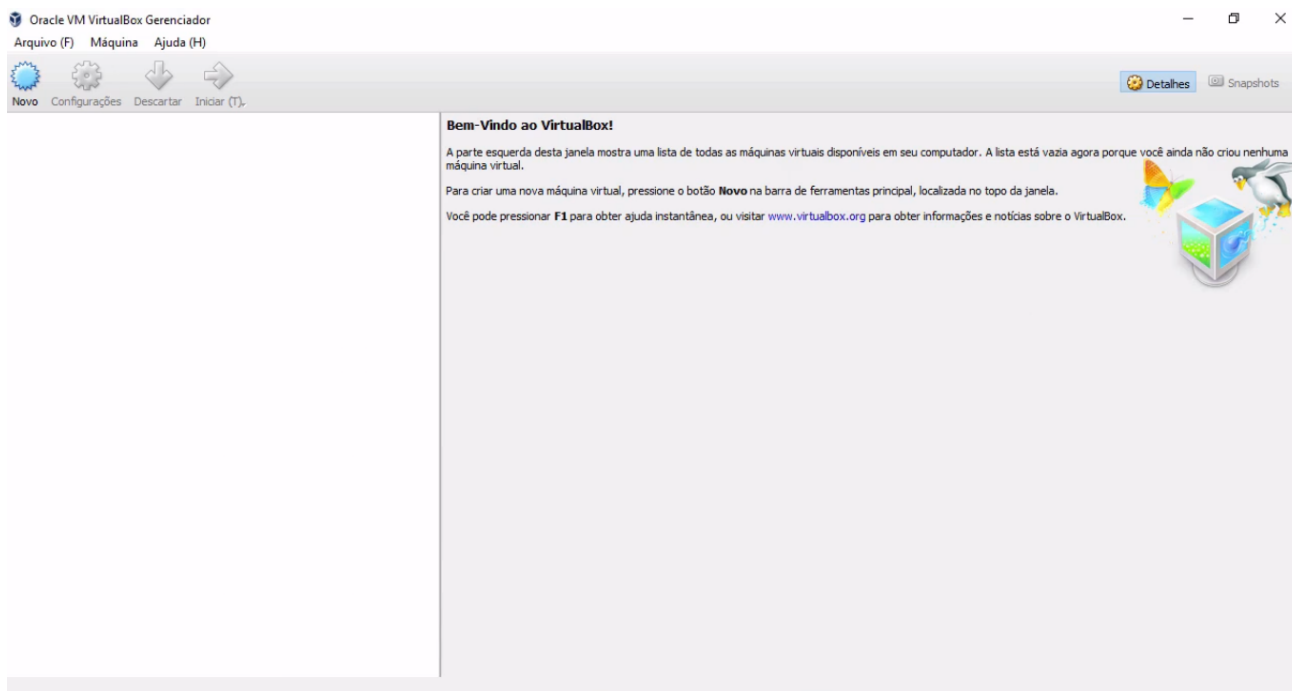 Oracle VM VirtualBox Gerenciador
Arquivo (F) Máquina Ajuda (H)
Novo Configurações Descartar Iniciar (T)
Detalhes Snapshots
Bem-Vindo ao VirtualBox!
A parte esquerda desta janela mostra uma lista de todas as máquinas virtuais disponíveis em seu computador. A lista está vazia agora porque você ainda não criou nenhuma
máquina virtual.
Para criar uma nova máquina virtual, pressione o botão Novo na barra de ferramentas principal, localizada no topo da janela.
Você pode pressionar F1 para obter ajuda instantânea, ou visitar www.virtualbox.org para obter informações e notícias sobre o VirtualBox.